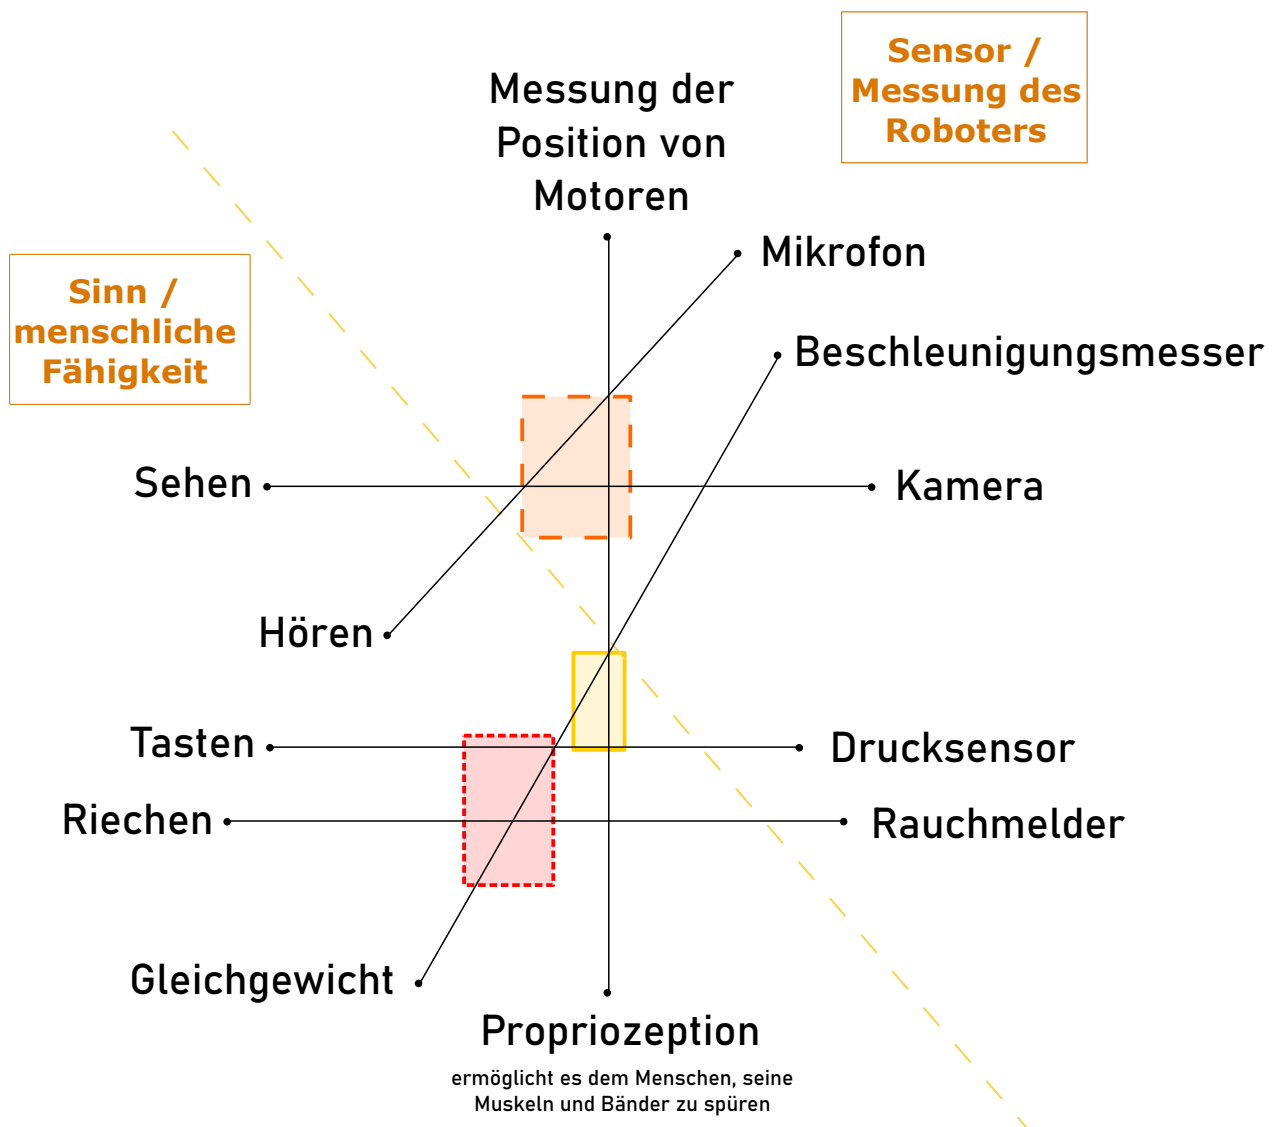 Sensor /
Messung des
Roboters
Messung der
Position von
Motoren
Mikrofon
Sinn /
menschliche
Fähigkeit
Beschleunigungsmesser
Sehen
Kamera
Hören
Tasten
Drucksensor
Riechen
Rauchmelder
Gleichgewicht
Propriozeption
ermöglicht es dem Menschen, seine
Muskeln und Bänder zu spüren